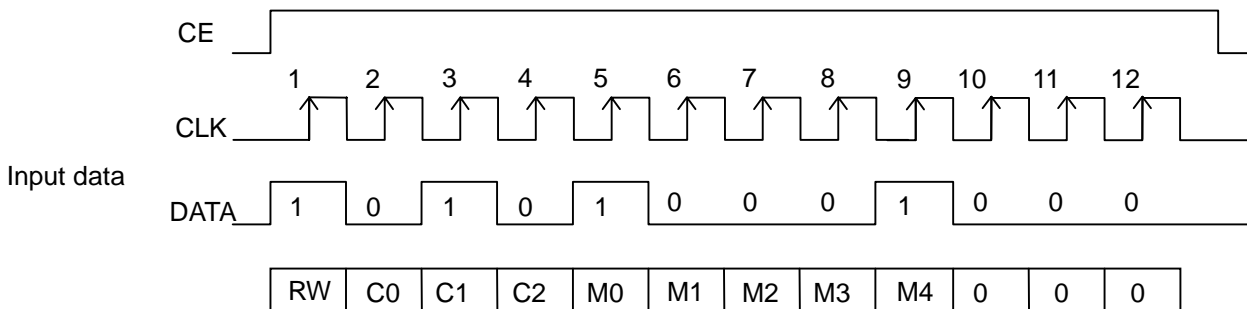 CE
1 2 3 4 5 6 7 8 9 10 11 12
CLK
Input data
DATA 1 0 1 0 1 0 0 0 1 0 0 0
RW C0 C1 C2 M0 M1 M2 M3 M4 0 0 0